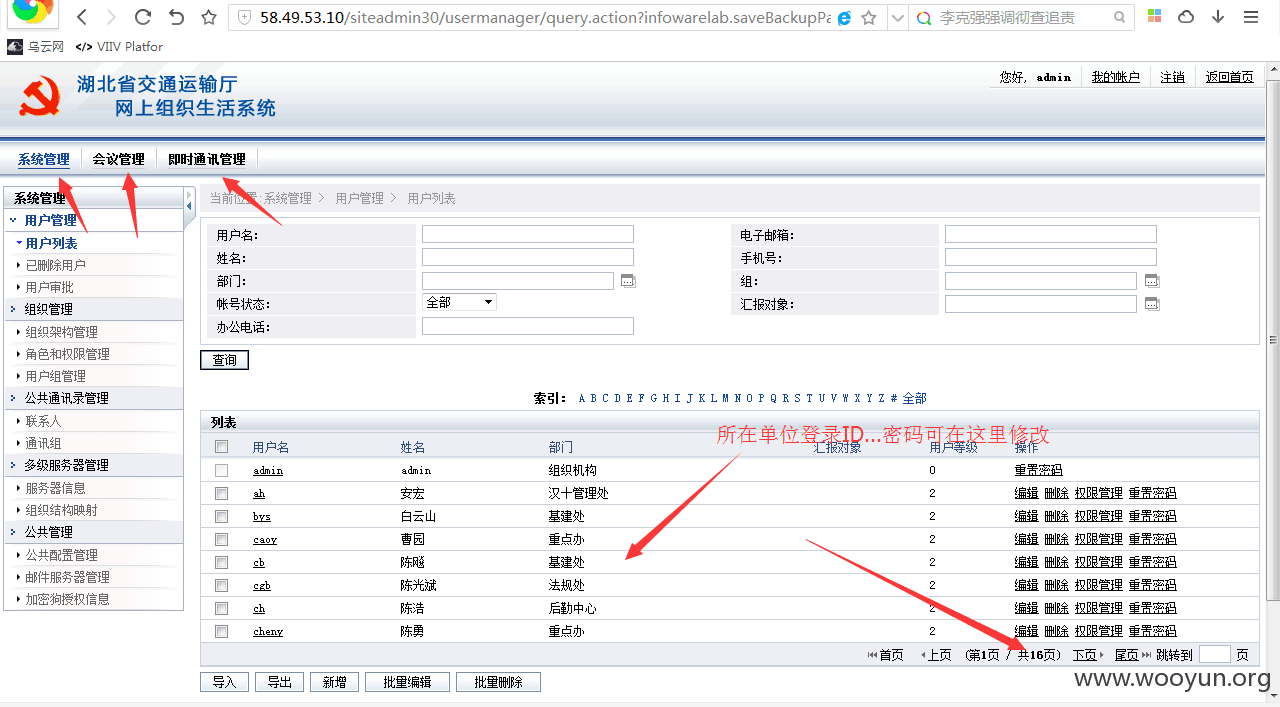 58.49.53.10/siteadmin30/usermanager/query.action?infowarelab.saveBackupPa
李克强强调彻查追责
乌云网 </> VIIV Platfor
湖北省交通运输厅
网上组织生活系统
您好, admin 我的帐户 注销 返回首页
系统管理 会议管理 即时通讯管理
系统管理
用户管理
用户列表
已删除用户
用户审批
组织管理
组织架构管理
角色和权限管理
用户组管理
公共通讯录管理
联系人
通讯组
多级服务器管理
服务器信息
组织结构映射
公共管理
公共配置管理
邮件服务器管理
加密狗授权信息
当前位置:系统管理 > 用户管理 > 用户列表
用户名: 电子邮箱:
姓名: 手机号:
部门: 组:
帐号状态: 全部 汇报对象:
办公电话:
查询
索引: A B C D E F G H I J K L M N O P Q R S T U V W X Y Z # 全部
列表
所在单位登录ID...密码可在这里修改
用户名 姓名 部门 汇报对象 用户等级 操作
admin admin 组织机构 0 重置密码
ah 安宏 汉十管理处 2 编辑 删除 权限管理 重置密码
bys 白云山 基建处 2 编辑 删除 权限管理 重置密码
caoy 曹园 重点办 2 编辑 删除 权限管理 重置密码
cb 陈 基建处 2 编辑 删除 权限管理 重置密码
czb 陈光斌 法规处 2 编辑 删除 权限管理 重置密码
ch 陈浩 后勤中心 2 编辑 删除 权限管理 重置密码
cheny 陈勇 重点办 2 编辑 删除 权限管理 重置密码
首页 上页 (第1页 / 共16页) 下页 尾页 跳转到 页
导入 导出 新增 批量编辑 批量删除
www.wooyun.org